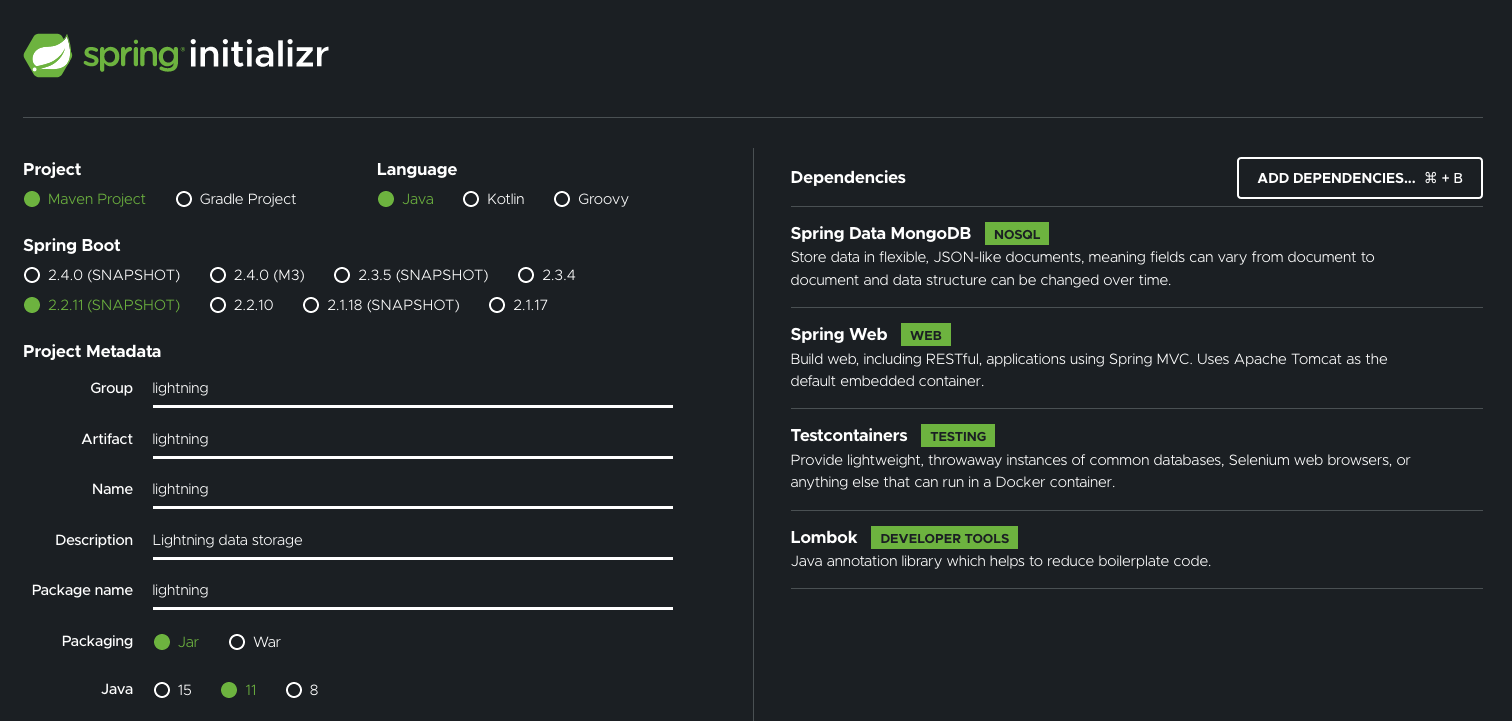 spring initializr
Project
Maven Project Gradle Project
Language
Java Kotlin Groovy
Spring Boot
2.4.0 (SNAPSHOT) 2.4.0 (M3) 2.3.5 (SNAPSHOT) 2.3.4
2.2.11 (SNAPSHOT) 2.2.10 2.1.18 (SNAPSHOT) 2.1.17
Project Metadata
Group lightning
Artifact lightning
Name lightning
Description Lightning data storage
Package name lightning
Packaging Jar War
Java 15 11 8
Dependencies ADD DEPENDENCIES... ⌘ + B
Spring Data MongoDB NOSQL
Store data in flexible, JSON-like documents, meaning fields can vary from document to
document and data structure can be changed over time.
Spring Web WEB
Build web, including RESTful, applications using Spring MVC. Uses Apache Tomcat as the
default embedded container.
Testcontainers TESTING
Provide lightweight, throwaway instances of common databases, Selenium web browsers, or
anything else that can run in a Docker container.
Lombok DEVELOPER TOOLS
Java annotation library which helps to reduce boilerplate code.